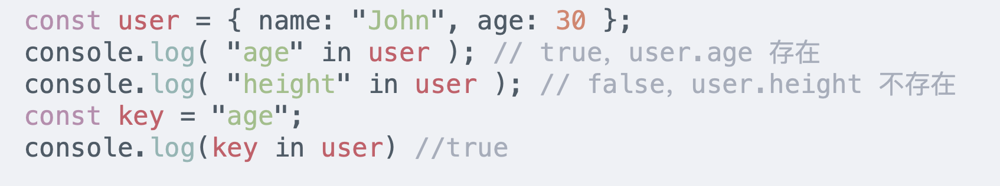 const user = { name: "John", age: 30 };
console.log( "age" in user ); // true，user.age 存在
console.log( "height" in user ); // false，user.height 不存在
const key = "age";
console.log(key in user) //true